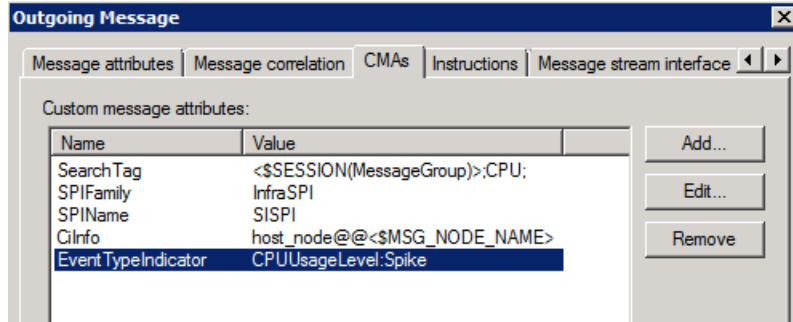 Outgoing Message
Message attributes Message correlation CMAs Instructions Message stream interface
Custom message attributes:
Name Value
Add...
SearchTag <$SESSION(MessageGroup)>;CPU;
SPIFamily InfraSPI
Edit...
SPIName SISPI
CiInfo host_node@@<$MSG_NODE_NAME>
Remove
EventTypeIndicator CPUUsageLevel:Spike